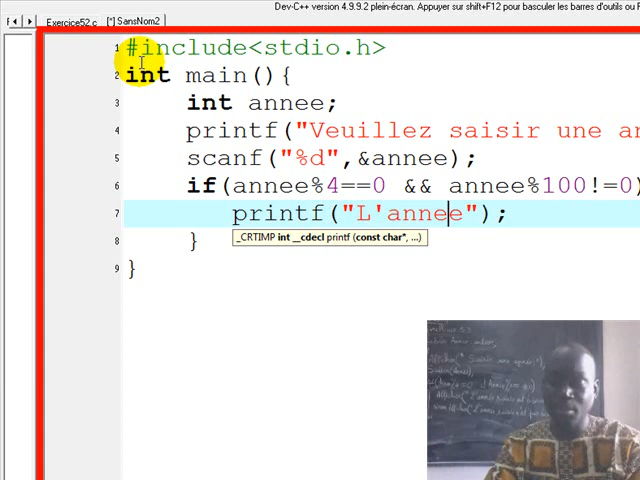 Dev-C++ version 4.9.9.2 plein-écran. Appuyer sur shift+F12 pour basculer les barres d'outils ou
Exercice52.c [*] SansNom2
1 #include<stdio.h>
2 int main(){
3 int annee;
4 printf("Veuillez saisir une
5 scanf("%d",&annee);
6 if(annee%4==0 && annee%100!=0)
7 printf("L'annee");
_CRTIMP int __cdecl printf (const char*, ...)
8 }
9 }